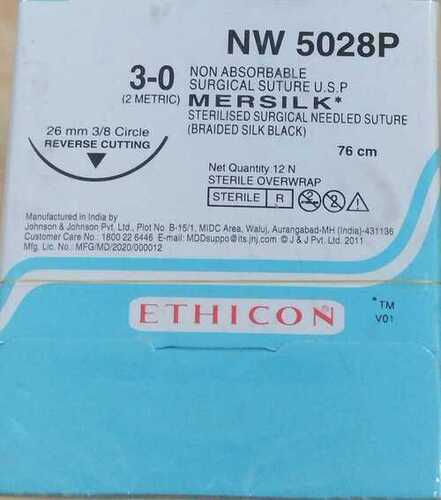 NW 5028P
3-0
(2 METRIC)
NON ABSORBABLE
SURGICAL SUTURE U.S.P
MERSILK*
STERILISED SURGICAL NEEDLED SUTURE
(BRAIDED SILK BLACK)
26 mm 3/8 Circle
REVERSE CUTTING
76 cm
Net Quantity 12 N
STERILE OVERWRAP
STERILE R
2
Manufactured in India by
Johnson & Johnson Pvt. Ltd., Plot No. B-15/1, MIDC Area, Waluj, Aurangabad-MH (India)-431136
Customer Care No.: 1800 22 6446 E-mail: MDDsuppo@its.jnj.com © J & J Pvt. Ltd. 2011
Mfg. Lic. No.: MFG/MD/2020/000012
ETHICON®
*TM
V01